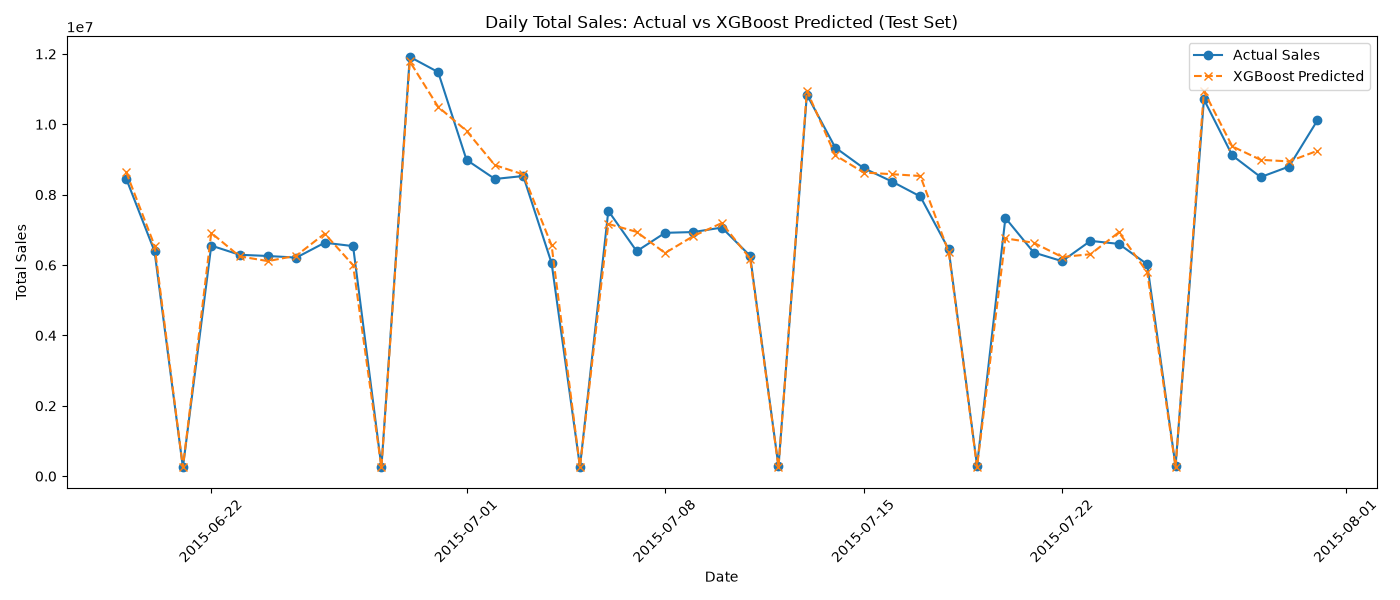 Daily Total Sales: Actual vs XGBoost Predicted (Test Set)
1e7
Actual Sales
XGBoost Predicted
1.2
1.0
0.8
0.6
0.4
0.2
0.0
Total Sales
2015-06-22
2015-07-01
2015-07-08
2015-07-15
2015-07-22
2015-08-01
Date